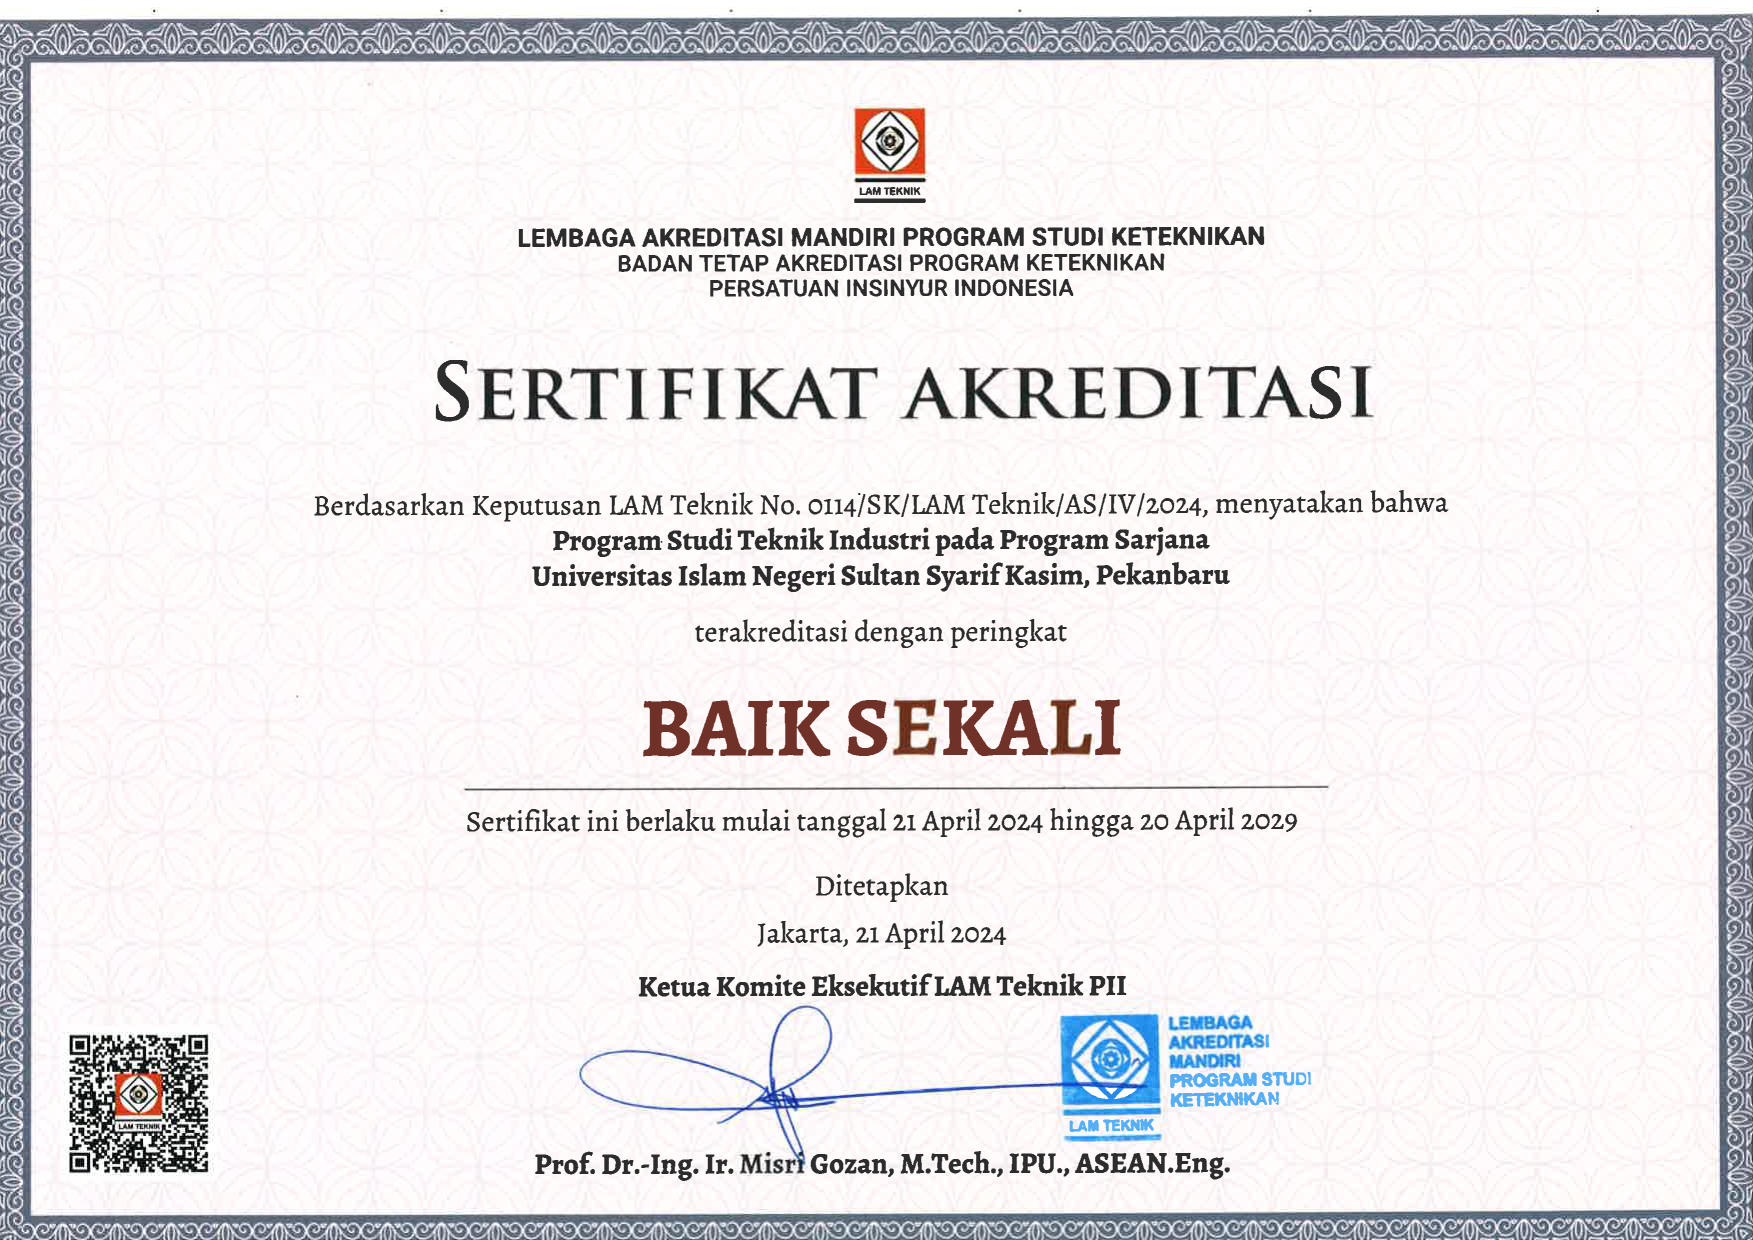 LAM TEKNIK
LEMBAGA AKREDITASI MANDIRI PROGRAM STUDI KETEKNIKAN
BADAN TETAP AKREDITASI PROGRAM KETEKNIKAN
PERSATUAN INSINYUR INDONESIA
SERTIFIKAT AKREDITASI
Berdasarkan Keputusan LAM Teknik No. 0114/SK/LAM Teknik/AS/IV/2024, menyatakan bahwa
Program Studi Teknik Industri pada Program Sarjana
Universitas Islam Negeri Sultan Syarif Kasim, Pekanbaru
terakreditasi dengan peringkat
BAIK SEKALI
Sertifikat ini berlaku mulai tanggal 21 April 2024 hingga 20 April 2029
Ditetapkan
Jakarta, 21 April 2024
Ketua Komite Eksekutif LAM Teknik PII
LEMBAGA
AKREDITASI
MANDIRI
PROGRAM STUDI
KETEKNIKAN
LAM TEKNIK
LAM TEKNIK
Prof. Dr.-Ing. Ir. Misri Gozan, M.Tech., IPU., ASEAN.Eng.